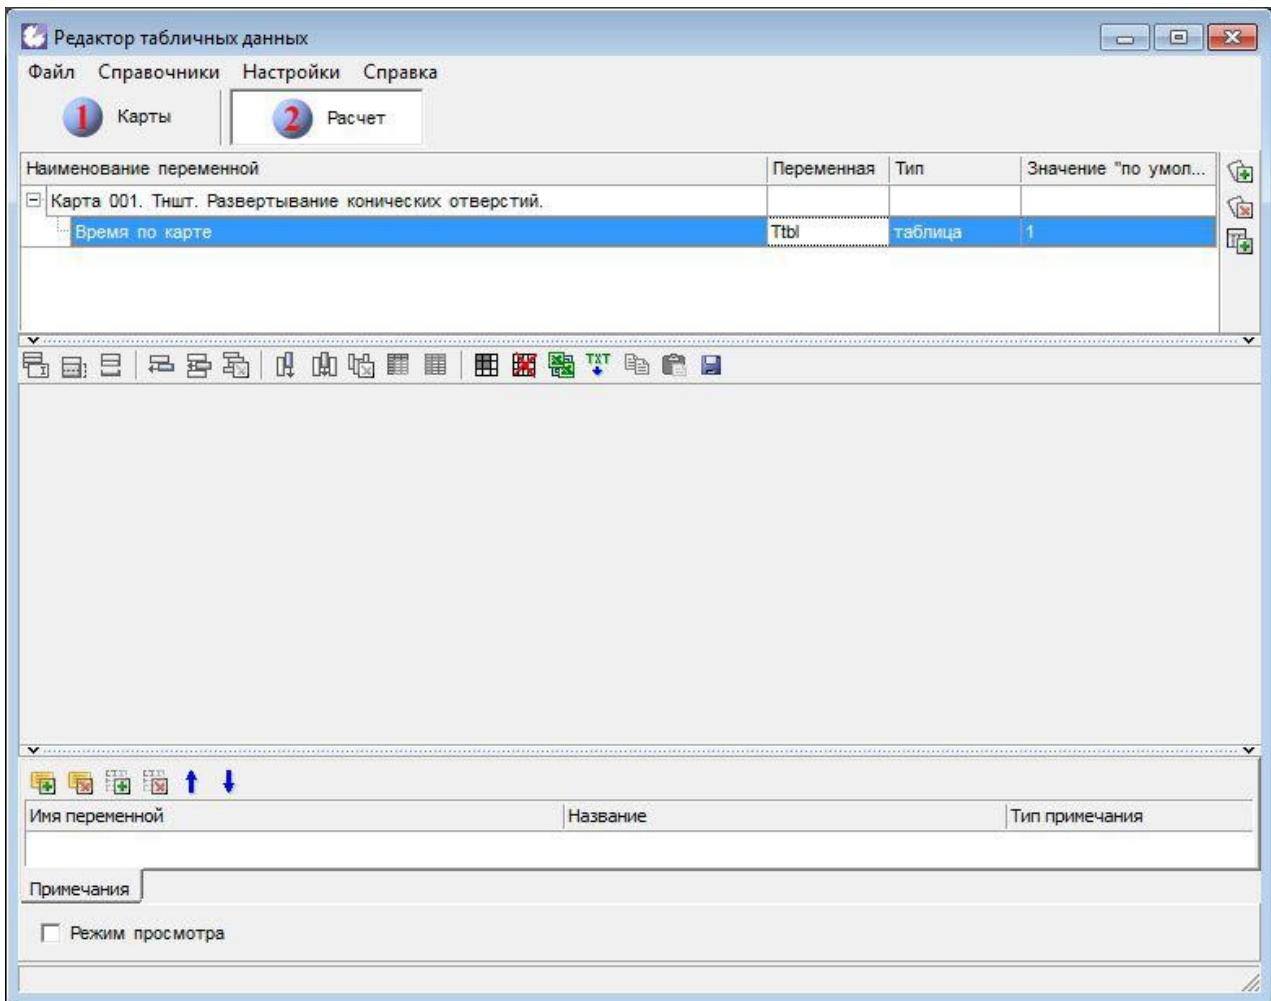 Редактор табличных данных
Файл Справочники Настройки Справка
1 Карты 2 Расчет
Наименование переменной Переменная Тип Значение "по умол...
Карта 001. Тншт. Развертывание конических отверстий.
Время по карте Ttbl таблица 1
TXT
Имя переменной Название Тип примечания
Примечания
Режим просмотра